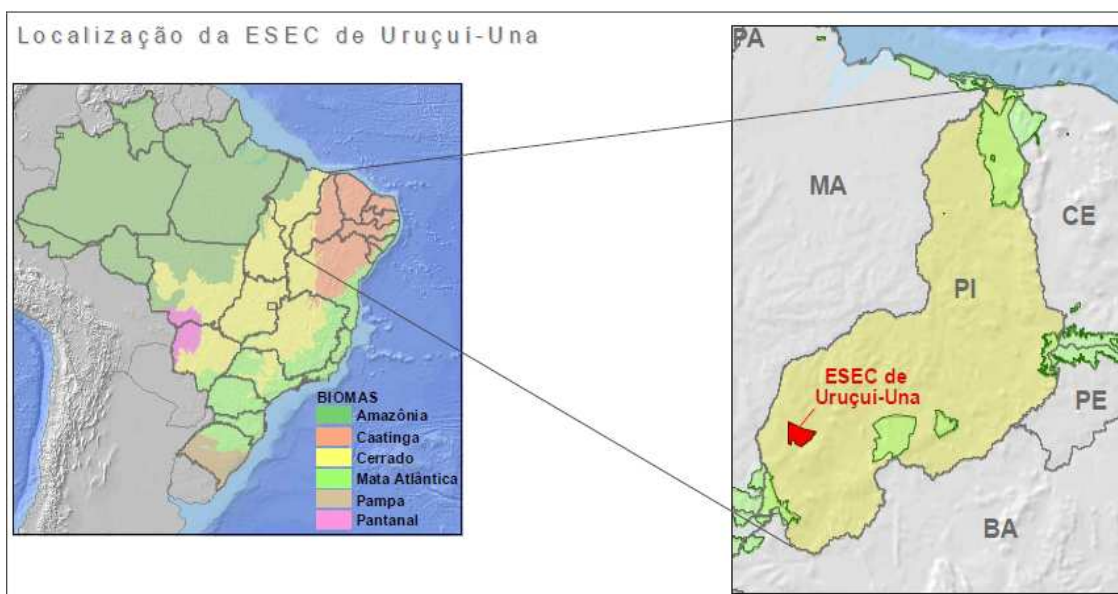 Localização da ESEC de Uruçuí-Una
BIOMAS
Amazônia
Caatinga
Cerrado
Mata Atlântica
Pampa
Pantanal
PA
MA
CE
PI
ESEC de
Uruçuí-Una
PE
BA